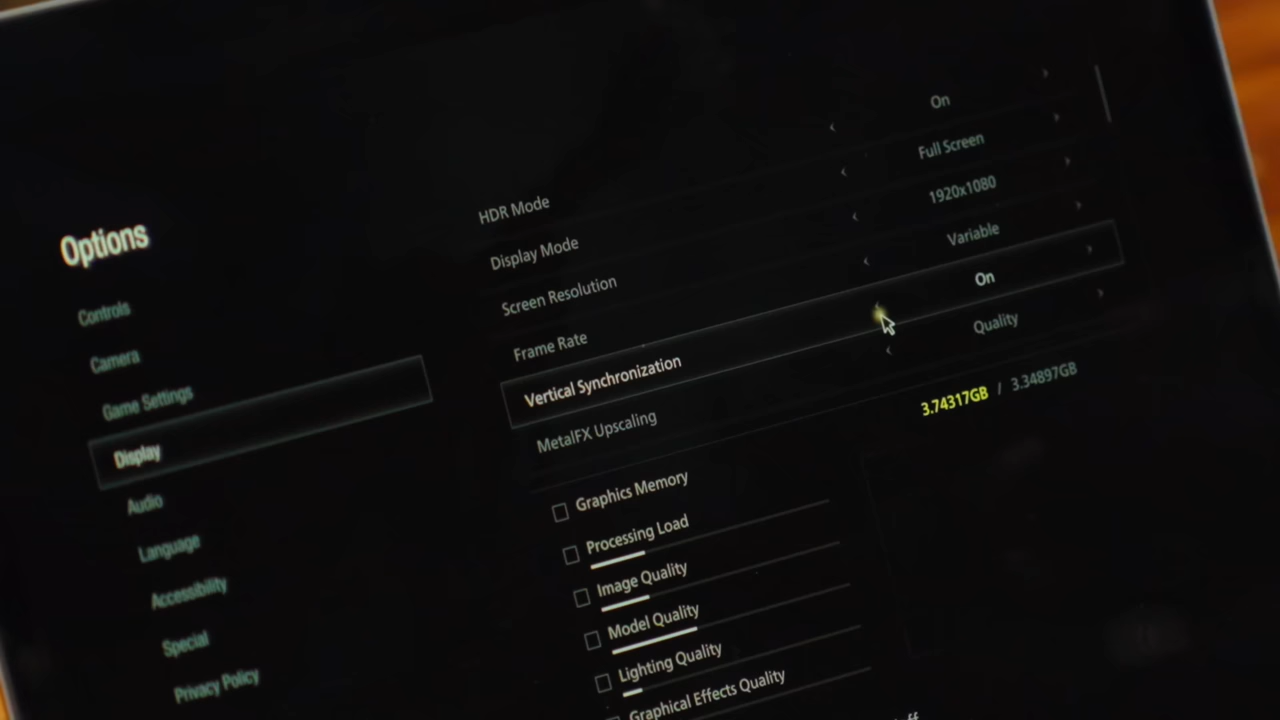 Options
Controls
Camera
Game Settings
Display
Audio
Language
Accessibility
Special
Privacy Policy
HDR Mode
On
Display Mode
Full Screen
Screen Resolution
1920x1080
Frame Rate
Variable
Vertical Synchronization
On
MetalFX Upscaling
Quality
Graphics Memory
3.74317GB / 3.34897GB
Processing Load
Image Quality
Model Quality
Lighting Quality
Graphical Effects Quality